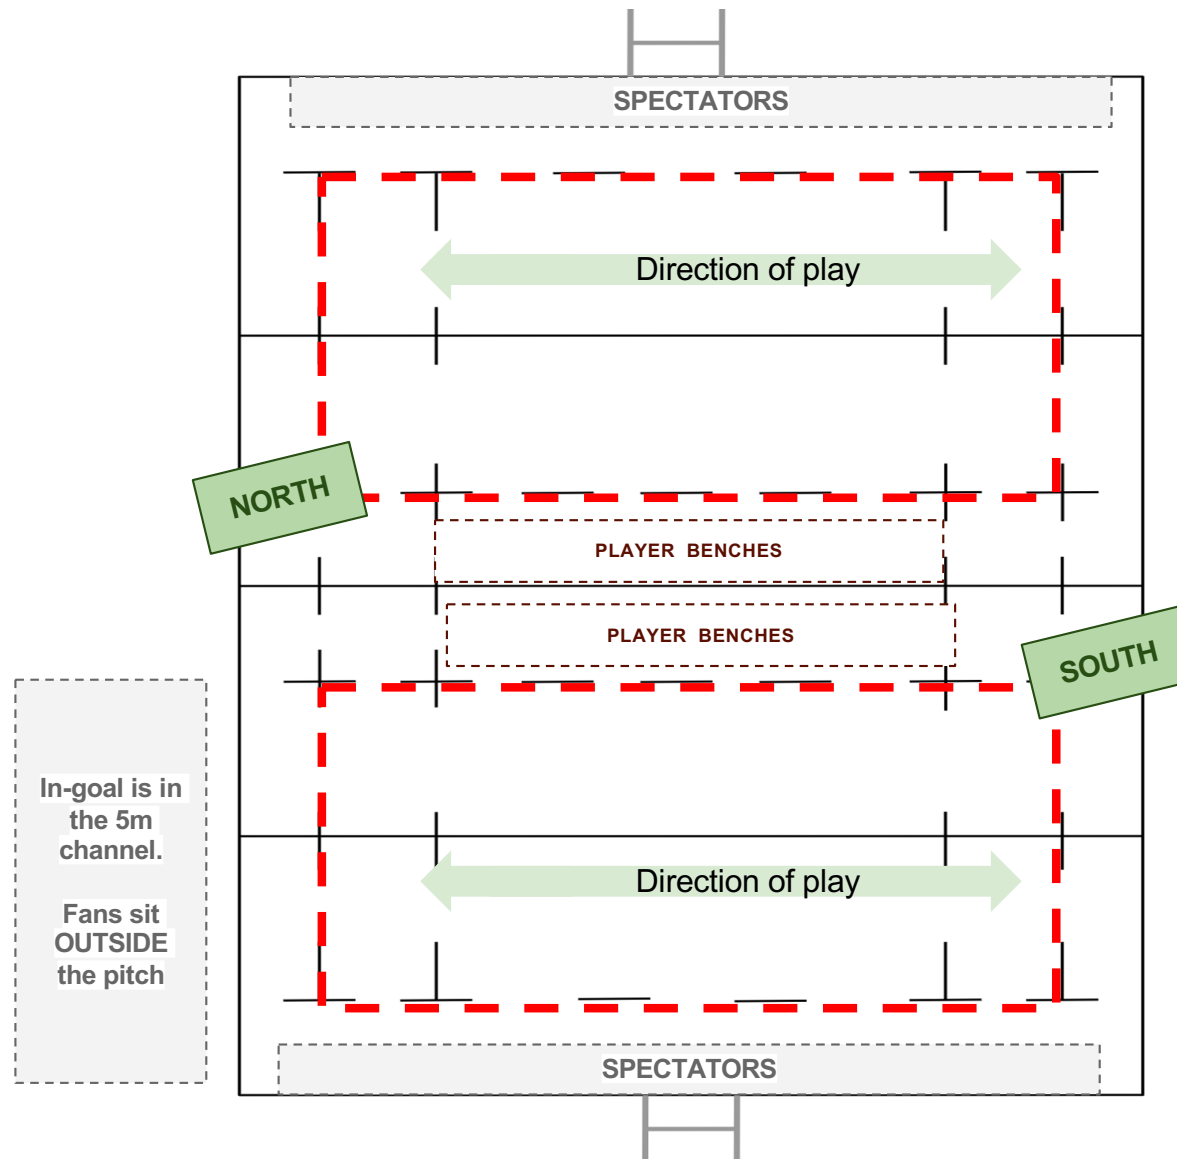 SPECTATORS
Direction of play
NORTH
PLAYER BENCHES
PLAYER BENCHES
SOUTH
In-goal is in
the 5m
channel.
Fans sit
OUTSIDE
the pitch
Direction of play
SPECTATORS